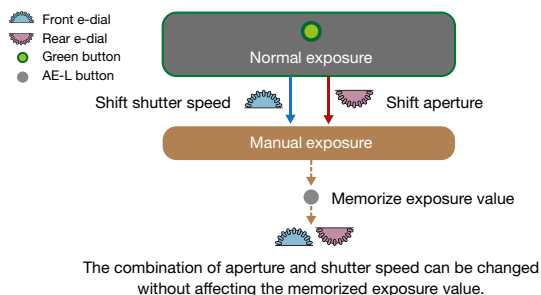 Front e-dial
Rear e-dial
Green button
AE-L button
Normal exposure
Shift shutter speed
Shift aperture
Manual exposure
Memorize exposure value
The combination of aperture and shutter speed can be changed
without affecting the memorized exposure value.